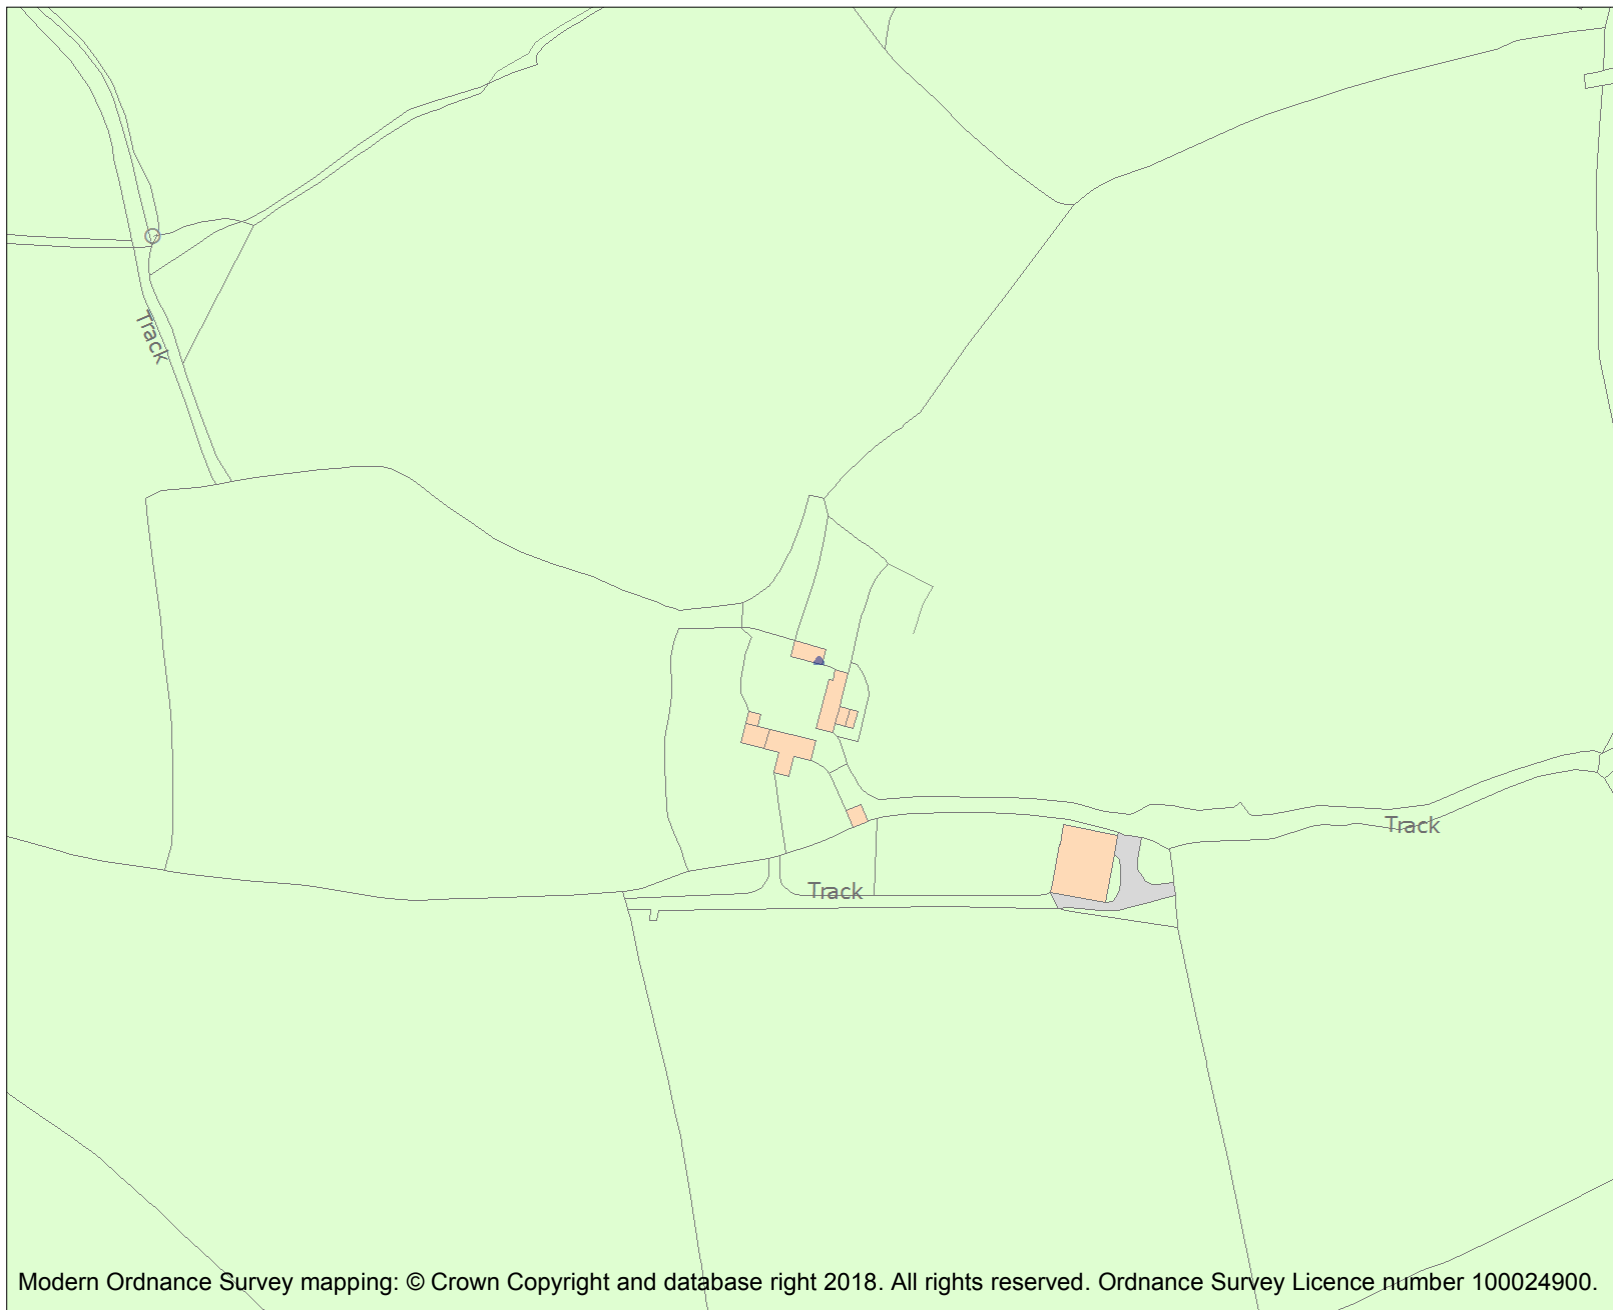 Track
Track
Track
Modern Ordnance Survey mapping: © Crown Copyright and database right 2018. All rights reserved. Ordnance Survey Licence number 100024900.